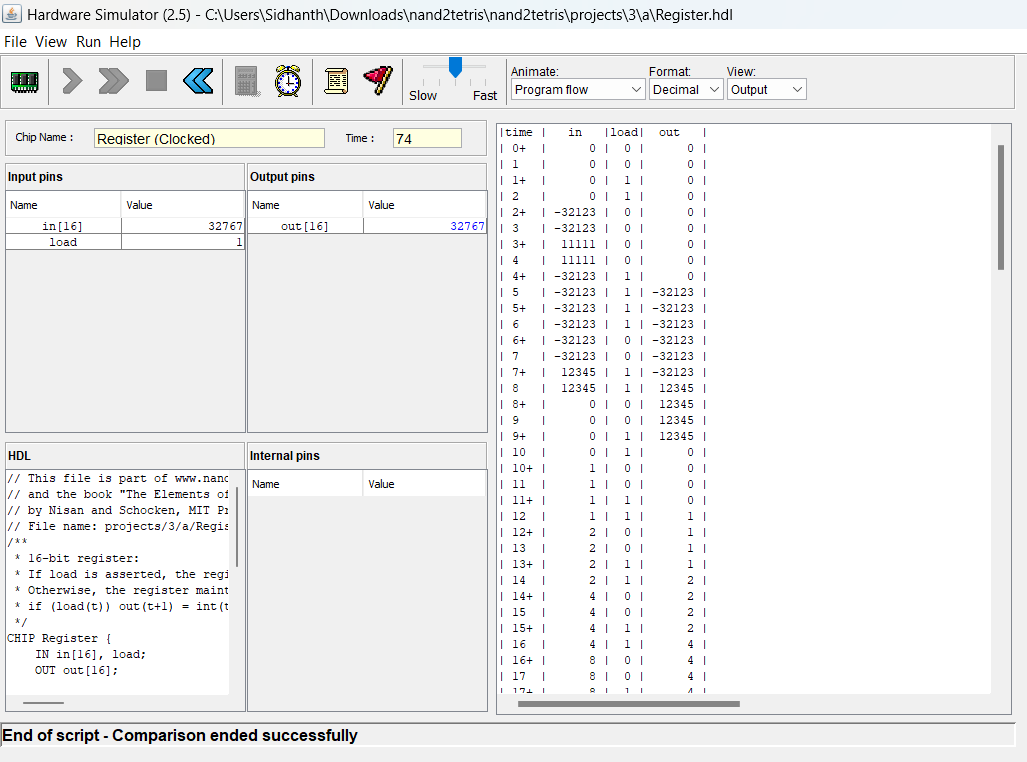 Hardware Simulator (2.5) - C:\Users\Sidhanth\Downloads\nand2tetris\nand2tetris\projects\3\a\Register.hdl
File View Run Help
Slow Fast
Animate: Format: View:
Program flow Decimal Output
Chip Name : Register (Clocked) Time : 74
Input pins
Name Value
in[16] 32767
load 1
Output pins
Name Value
out[16] 32767
HDL
// This file is part of www.nand
// and the book "The Elements of
// by Nisan and Schocken, MIT Pr
// File name: projects/3/a/Regis
/**
* 16-bit register:
* If load is asserted, the regi
* Otherwise, the register maint
* if (load(t)) out(t+1) = int(t
*/
CHIP Register {
IN in[16], load;
OUT out[16];
Internal pins
Name Value
|time | in |load| out |
| 0+ | 0 | 0 | 0 |
| 1 | 0 | 0 | 0 |
| 1+ | 0 | 1 | 0 |
| 2 | 0 | 1 | 0 |
| 2+ | -32123 | 0 | 0 |
| 3 | -32123 | 0 | 0 |
| 3+ | 11111 | 0 | 0 |
| 4 | 11111 | 0 | 0 |
| 4+ | -32123 | 1 | 0 |
| 5 | -32123 | 1 | -32123 |
| 5+ | -32123 | 1 | -32123 |
| 6 | -32123 | 1 | -32123 |
| 6+ | -32123 | 0 | -32123 |
| 7 | -32123 | 0 | -32123 |
| 7+ | 12345 | 1 | -32123 |
| 8 | 12345 | 1 | 12345 |
| 8+ | 0 | 0 | 12345 |
| 9 | 0 | 0 | 12345 |
| 9+ | 0 | 1 | 12345 |
| 10 | 0 | 1 | 0 |
| 10+ | 1 | 0 | 0 |
| 11 | 1 | 0 | 0 |
| 11+ | 1 | 1 | 0 |
| 12 | 1 | 1 | 1 |
| 12+ | 2 | 0 | 1 |
| 13 | 2 | 0 | 1 |
| 13+ | 2 | 1 | 1 |
| 14 | 2 | 1 | 2 |
| 14+ | 4 | 0 | 2 |
| 15 | 4 | 0 | 2 |
| 15+ | 4 | 1 | 2 |
| 16 | 4 | 1 | 4 |
| 16+ | 8 | 0 | 4 |
| 17 | 8 | 0 | 4 |
| 17+ | 8 | 1 | 4 |
End of script - Comparison ended successfully